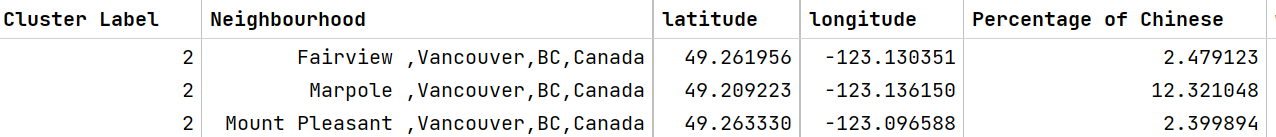 Cluster Label Neighbourhood latitude longitude Percentage of Chinese
2 Fairview ,Vancouver,BC,Canada 49.261956 -123.130351 2.479123
2 Marpole ,Vancouver,BC,Canada 49.209223 -123.136150 12.321048
2 Mount Pleasant ,Vancouver,BC,Canada 49.263330 -123.096588 2.399894